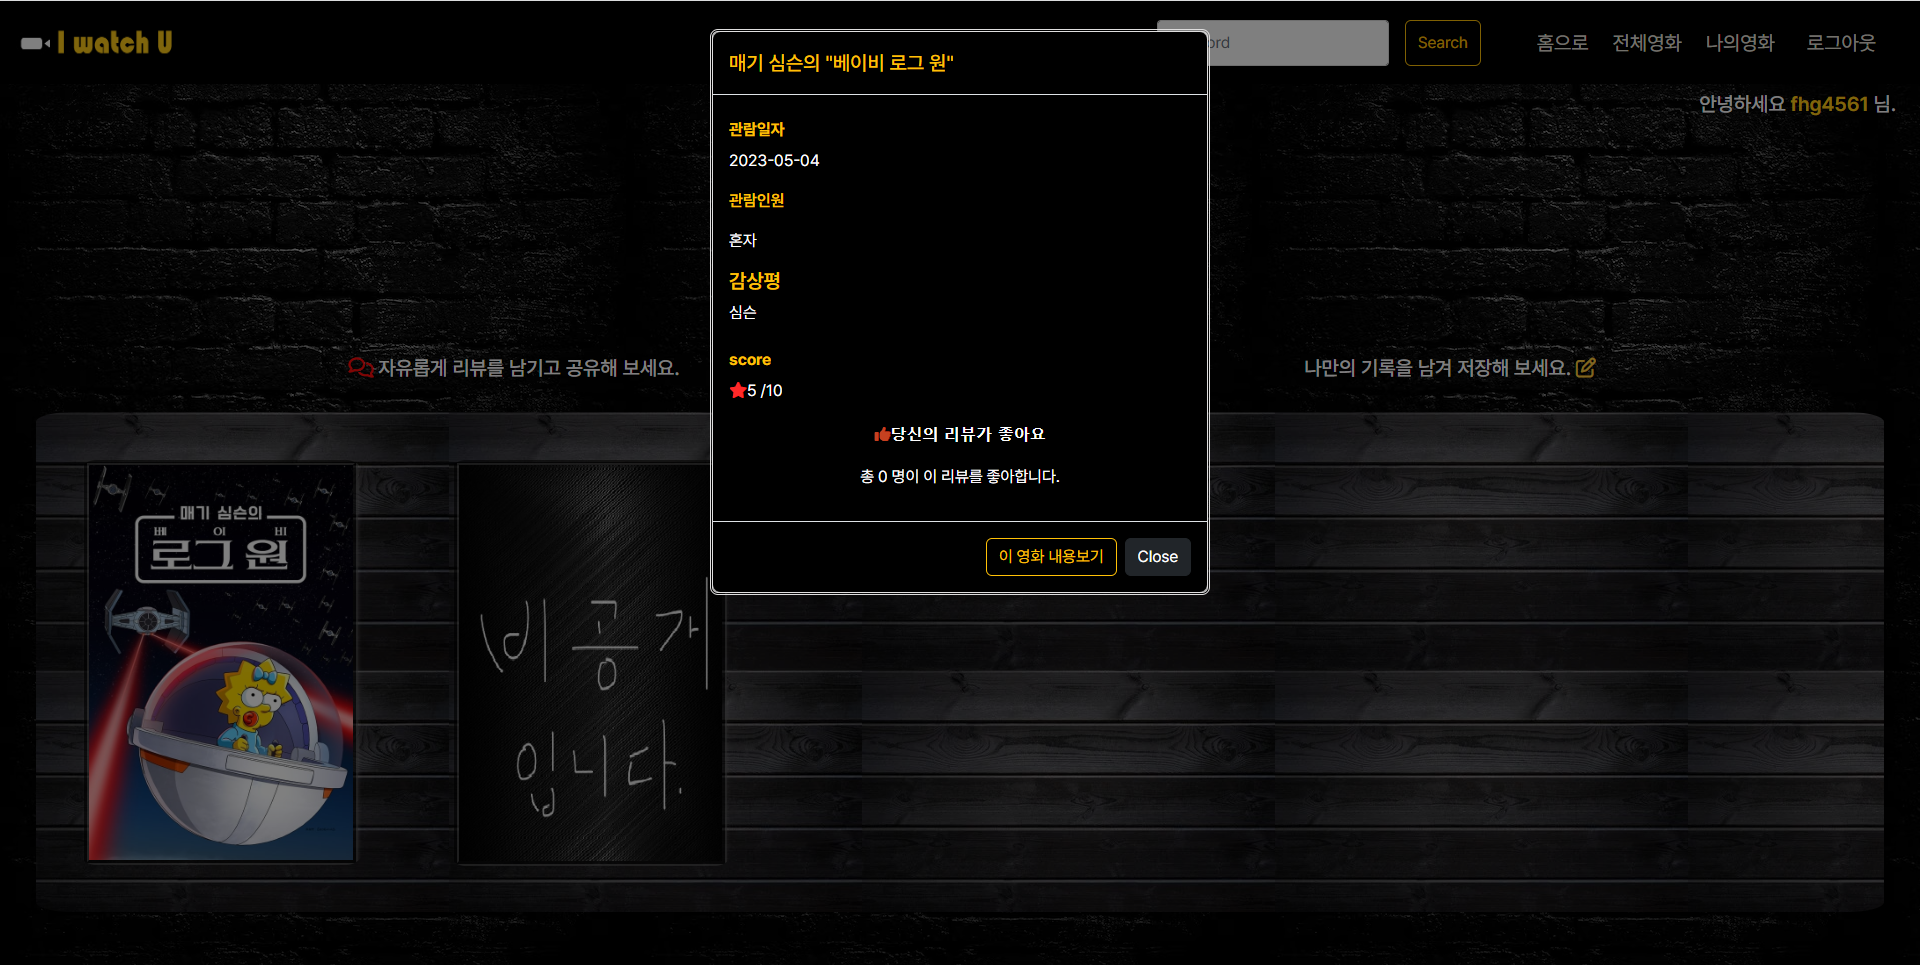 I watch U
ord
Search
홈으로
전체영화
나의영화
로그아웃
안녕하세요 fhg4561 님.
매기 심슨의 "베이비 로그 원"
관람일자
2023-05-04
관람인원
혼자
감상평
심슨
score
5 /10
당신의 리뷰가 좋아요
총 0 명이 이 리뷰를 좋아합니다.
이 영화 내용보기
Close
자유롭게 리뷰를 남기고 공유해 보세요.
나만의 기록을 남겨 저장해 보세요.
매기 심슨의
베 이 비
로그 원
비공개
입니다.